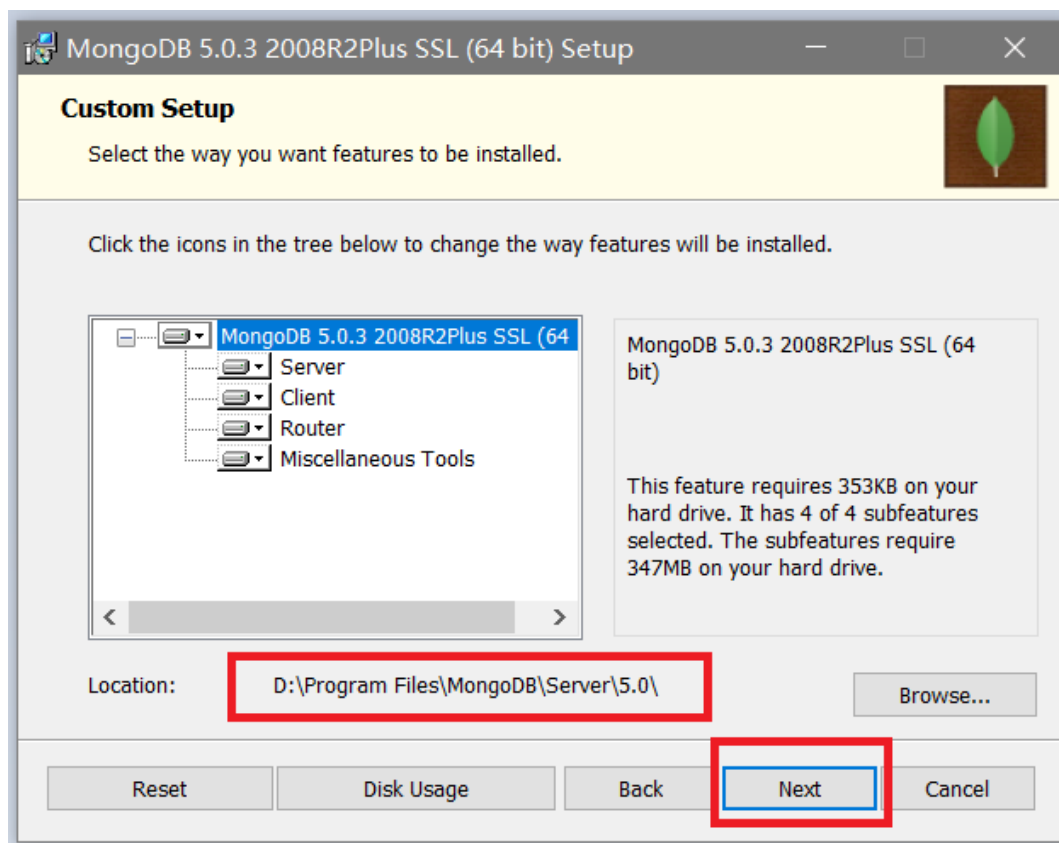 MongoDB 5.0.3 2008R2Plus SSL (64 bit) Setup
Custom Setup
Select the way you want features to be installed.
Click the icons in the tree below to change the way features will be installed.
MongoDB 5.0.3 2008R2Plus SSL (64
Server
Client
Router
Miscellaneous Tools
MongoDB 5.0.3 2008R2Plus SSL (64
bit)
This feature requires 353KB on your
hard drive. It has 4 of 4 subfeatures
selected. The subfeatures require
347MB on your hard drive.
Location: D:\Program Files\MongoDB\Server\5.0\
Browse...
Reset Disk Usage Back Next Cancel